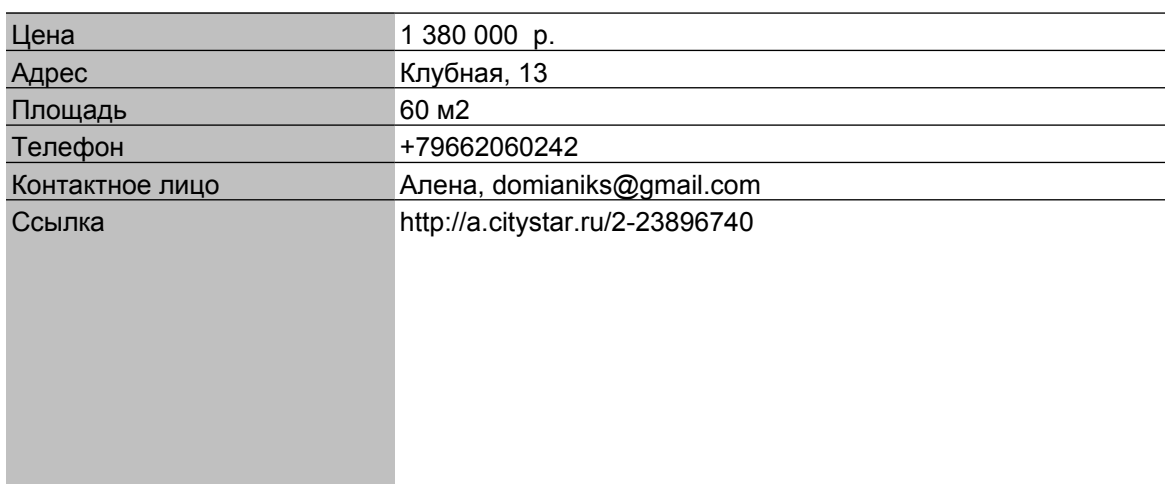 Цена 1 380 000 р.
Адрес Клубная, 13
Площадь 60 м2
Телефон +79662060242
Контактное лицо Алена, domianiks@gmail.com
Ссылка http://a.citystar.ru/2-23896740